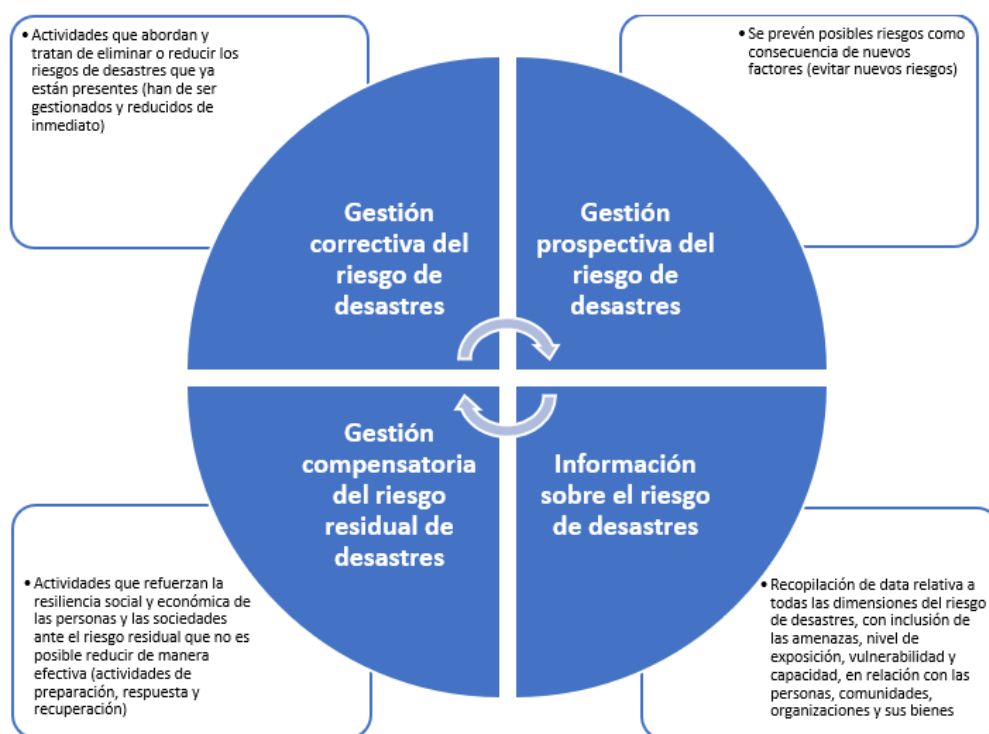 • Actividades que abordan y
tratan de eliminar o reducir los
riesgos de desastres que ya
están presentes (han de ser
gestionados y reducidos de
inmediato)
• Se prevén posibles riesgos como
consecuencia de nuevos
factores (evitar nuevos riesgos)
Gestión
correctiva del
riesgo de
desastres
Gestión
prospectiva del
riesgo de
desastres
Gestión
compensatoria
del riesgo
residual de
desastres
Información
sobre el riesgo
de desastres
• Actividades que refuerzan la
resiliencia social y económica de
las personas y las sociedades
ante el riesgo residual que no es
posible reducir de manera
efectiva (actividades de
preparación, respuesta y
recuperación)
• Recopilación de data relativa a
todas las dimensiones del riesgo
de desastres, con inclusión de
las amenazas, nivel de
exposición, vulnerabilidad y
capacidad, en relación con las
personas, comunidades,
organizaciones y sus bienes